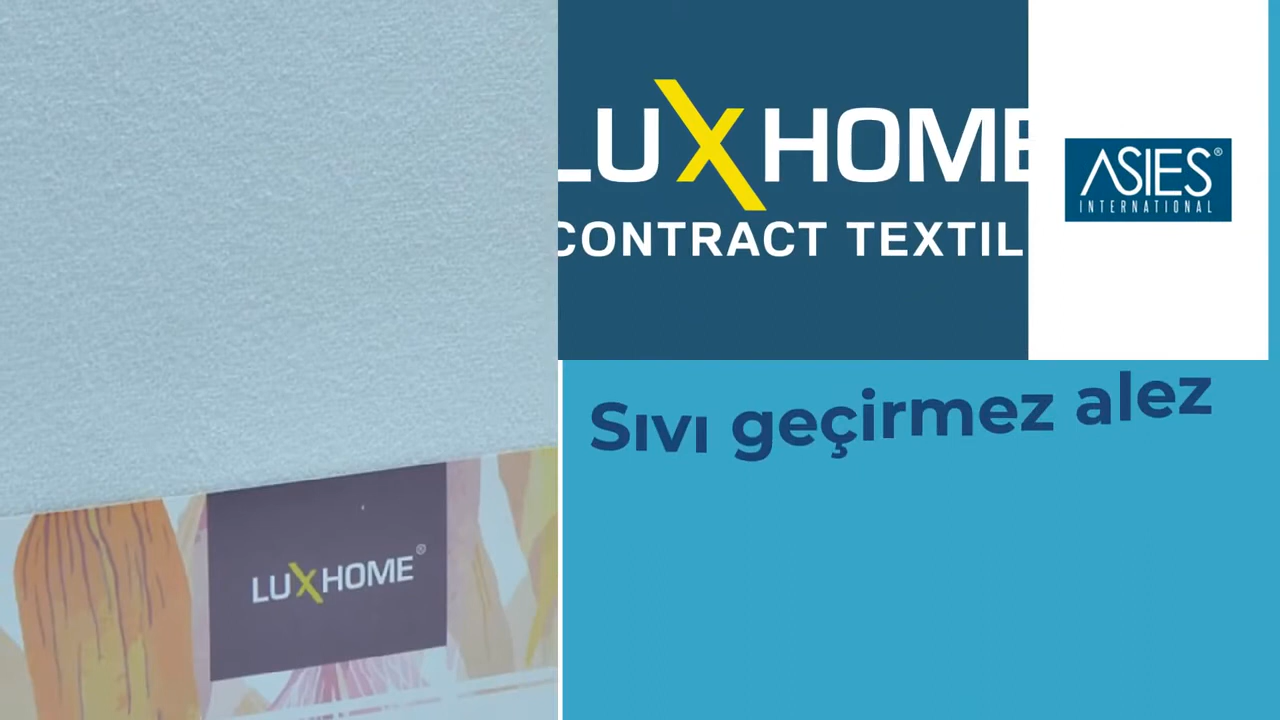 LUXHOME
CONTRACT TEXTIL
ASIES®
INTERNATIONAL
Sıvı geçirmez alez
LUXHOME®